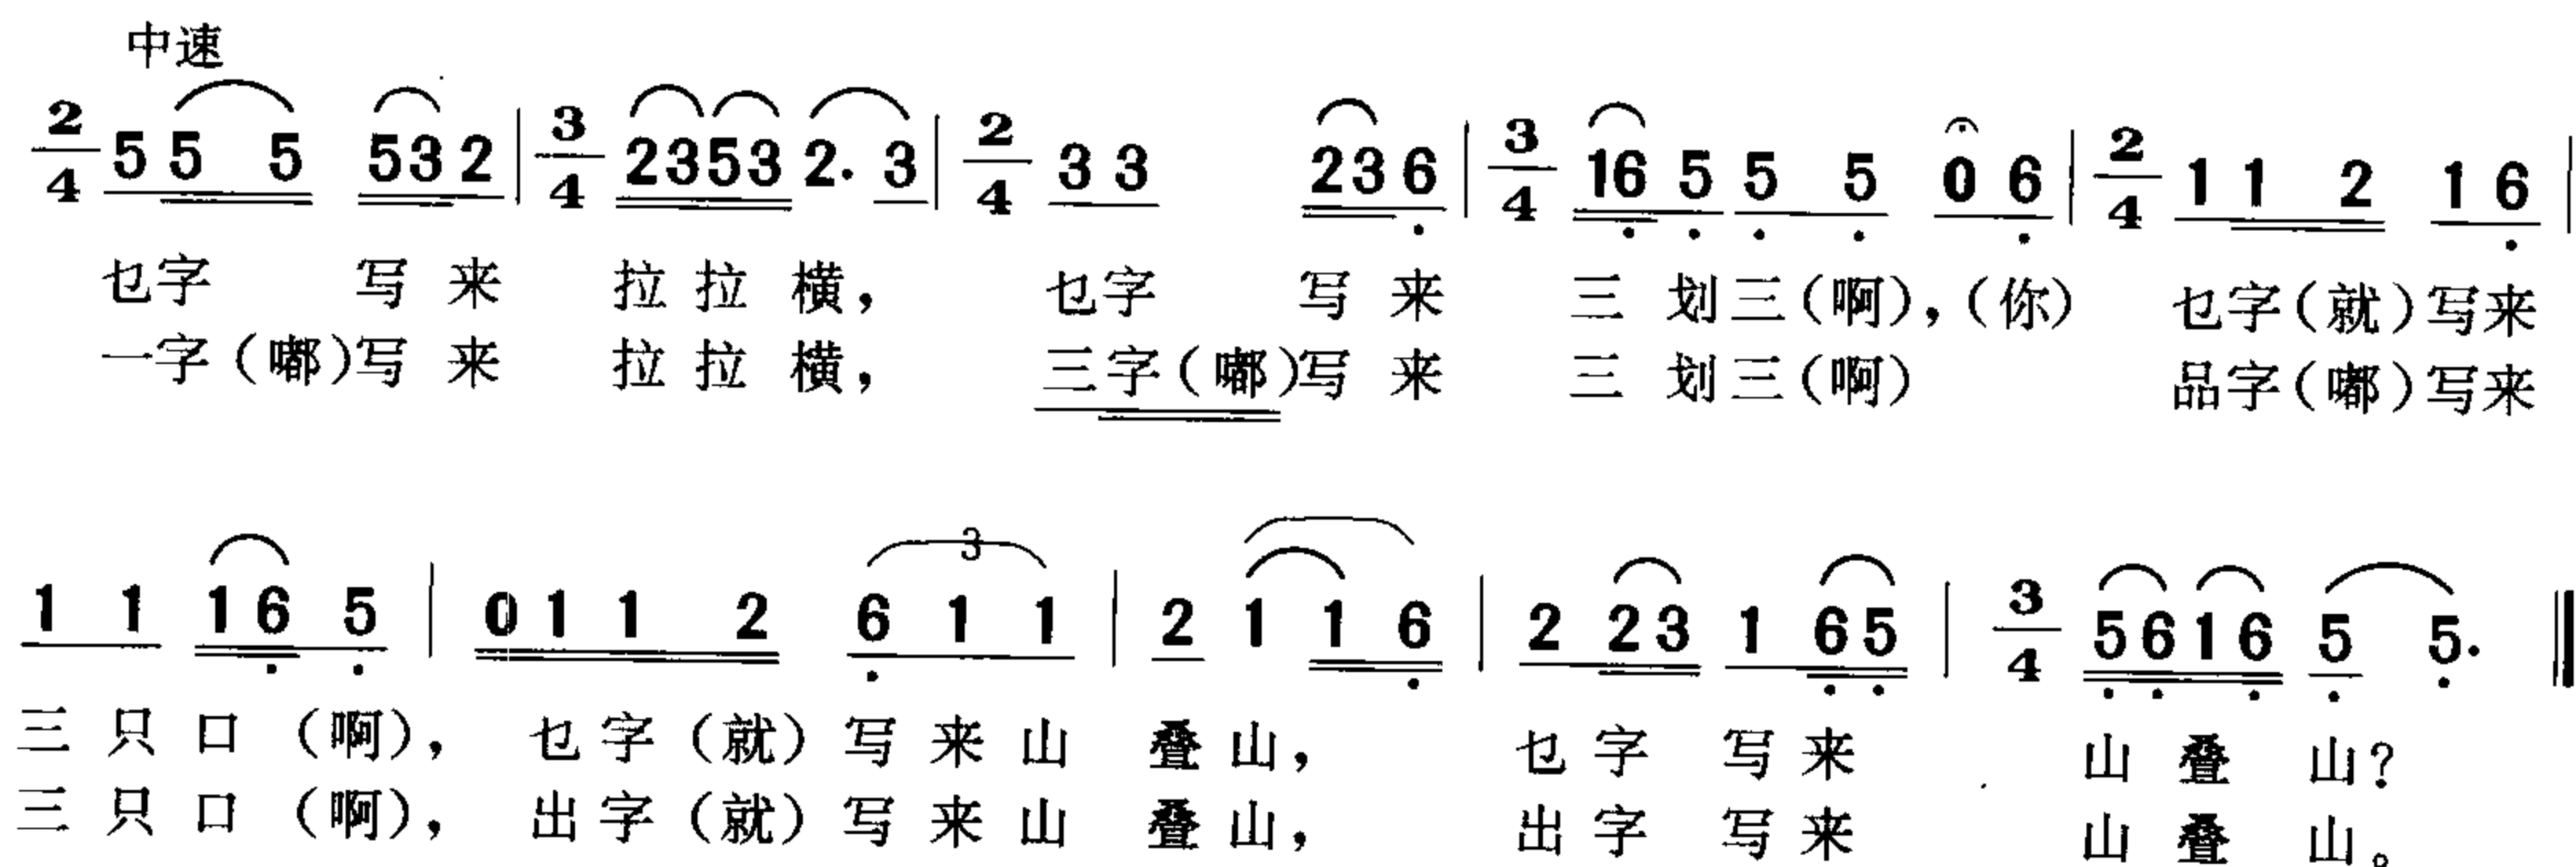 中速
2/4 5 5 5 5 3 2 | 3/4 2 3 5 3 2. 3 | 2/4 3 3 2 3 6 | 3/4 1 6 5 5 5 0 6 | 2/4 1 1 2 1 6 |
乜字 写来 拉拉横， 乜字 写来 三划三（啊），（你） 乜字（就）写来
一字（嘟）写来 拉拉横， 三字（嘟）写来 三划三（啊） 品字（嘟）写来
1 1 1 6 5 | 0 1 1 2 6 1 1 | 2 1 1 6 | 2 2 3 1 6 5 | 3/4 5 6 1 6 5 5. ‖
3
三只口（啊）， 乜字（就）写来山 叠山， 乜字 写来 山叠山？
三只口（啊）， 出字（就）写来山 叠山， 出字 写来 山叠山。